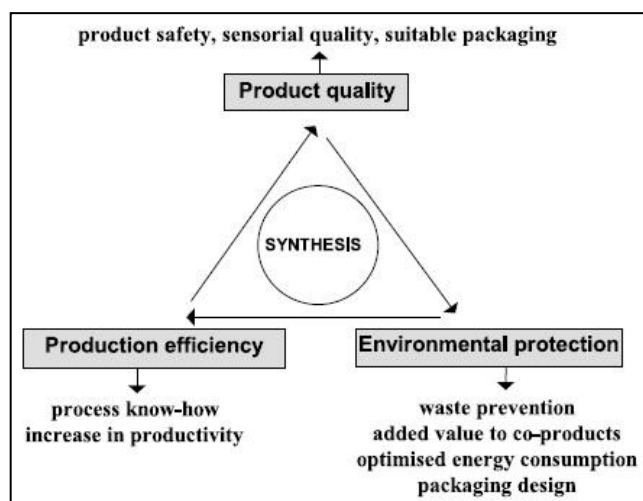 product safety, sensorial quality, suitable packaging
Product quality
SYNTHESIS
Production efficiency
Environmental protection
process know-how
increase in productivity
waste prevention
added value to co-products
optimised energy consumption
packaging design